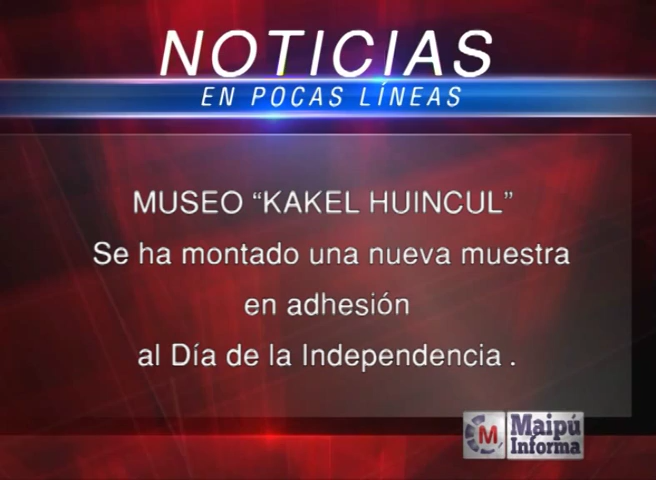 NOTICIAS
EN POCAS LÍNEAS
MUSEO “KAKEL HUINCUL”
Se ha montado una nueva muestra
en adhesión
al Día de la Independencia .
M Maipú
Informa